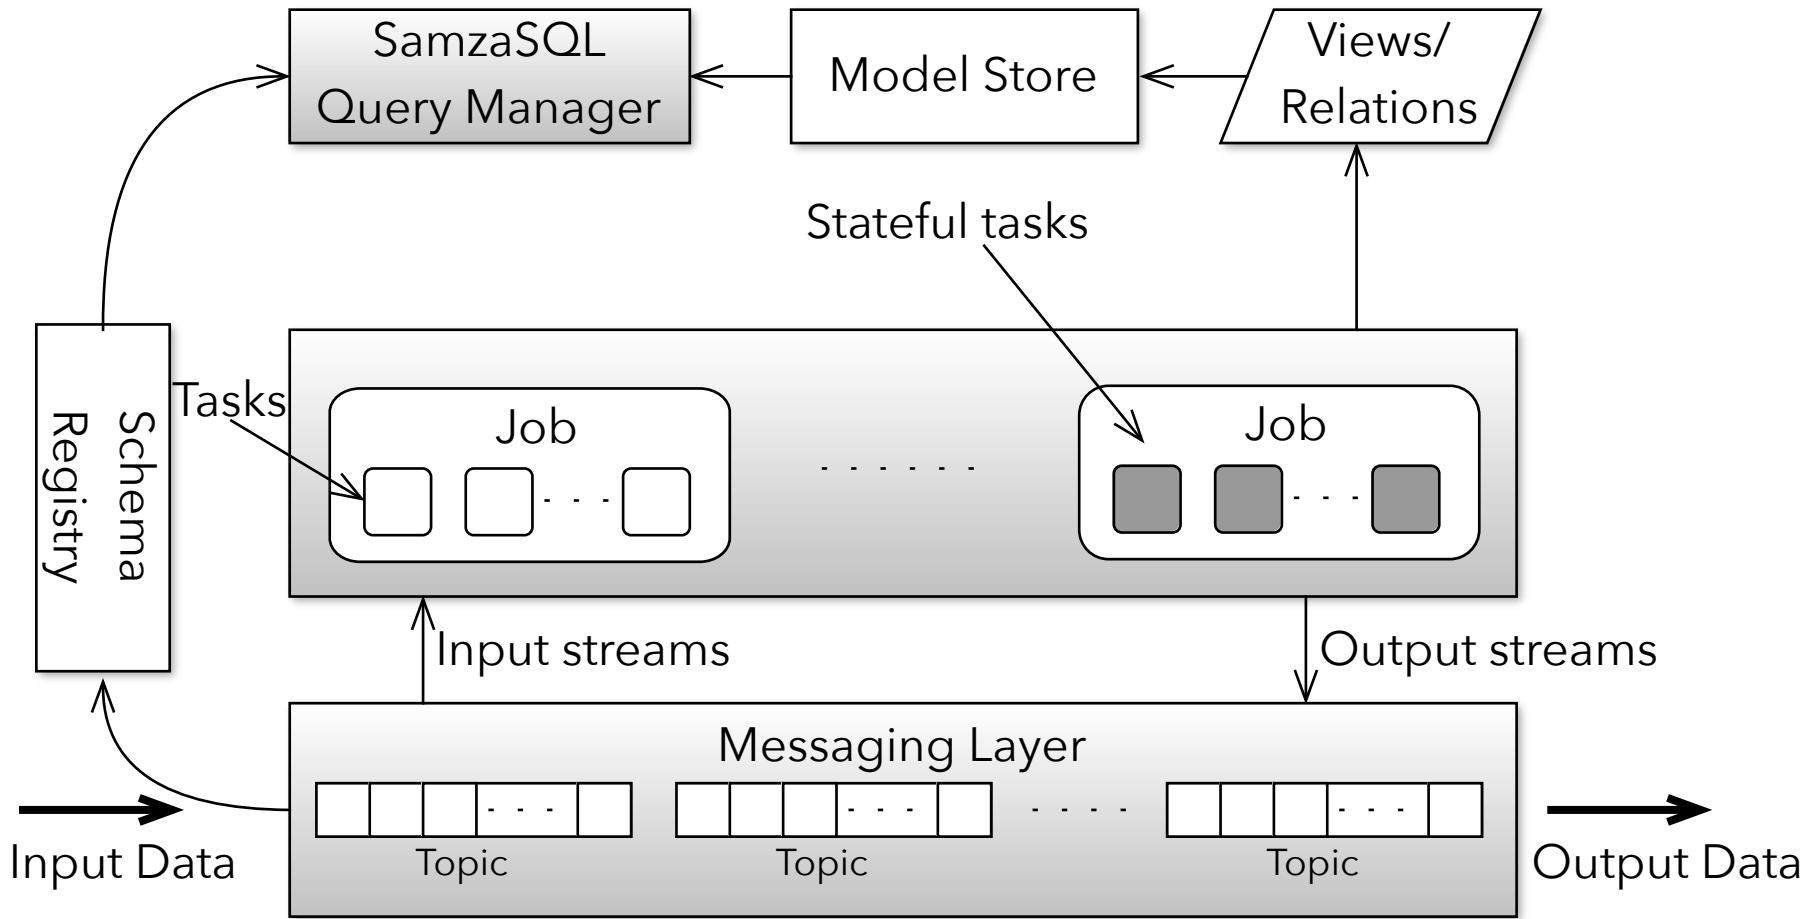 SamzaSQL
Query Manager
Model Store
Views/
Relations
Stateful tasks
Schema
Registry
Tasks
Job
Job
Input streams
Output streams
Messaging Layer
Topic
Topic
Topic
Input Data
Output Data